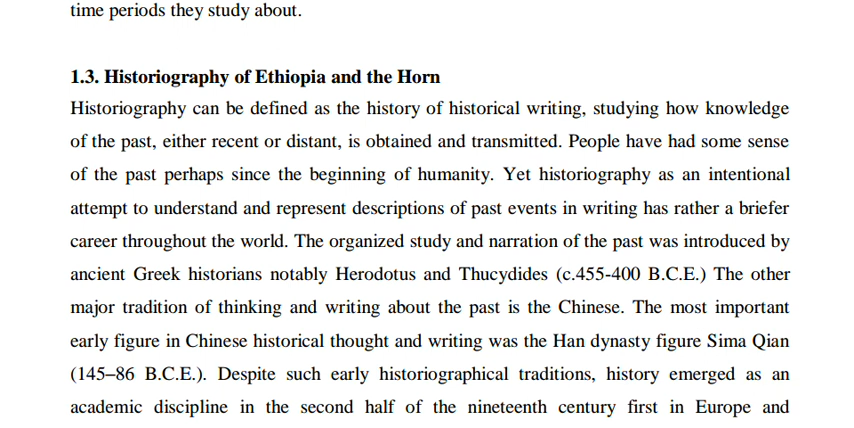 time periods they study about.
1.3. Historiography of Ethiopia and the Horn
Historiography can be defined as the history of historical writing, studying how knowledge
of the past, either recent or distant, is obtained and transmitted. People have had some sense
of the past perhaps since the beginning of humanity. Yet historiography as an intentional
attempt to understand and represent descriptions of past events in writing has rather a briefer
career throughout the world. The organized study and narration of the past was introduced by
ancient Greek historians notably Herodotus and Thucydides (c.455-400 B.C.E.) The other
major tradition of thinking and writing about the past is the Chinese. The most important
early figure in Chinese historical thought and writing was the Han dynasty figure Sima Qian
(145–86 B.C.E.). Despite such early historiographical traditions, history emerged as an
academic discipline in the second half of the nineteenth century first in Europe and